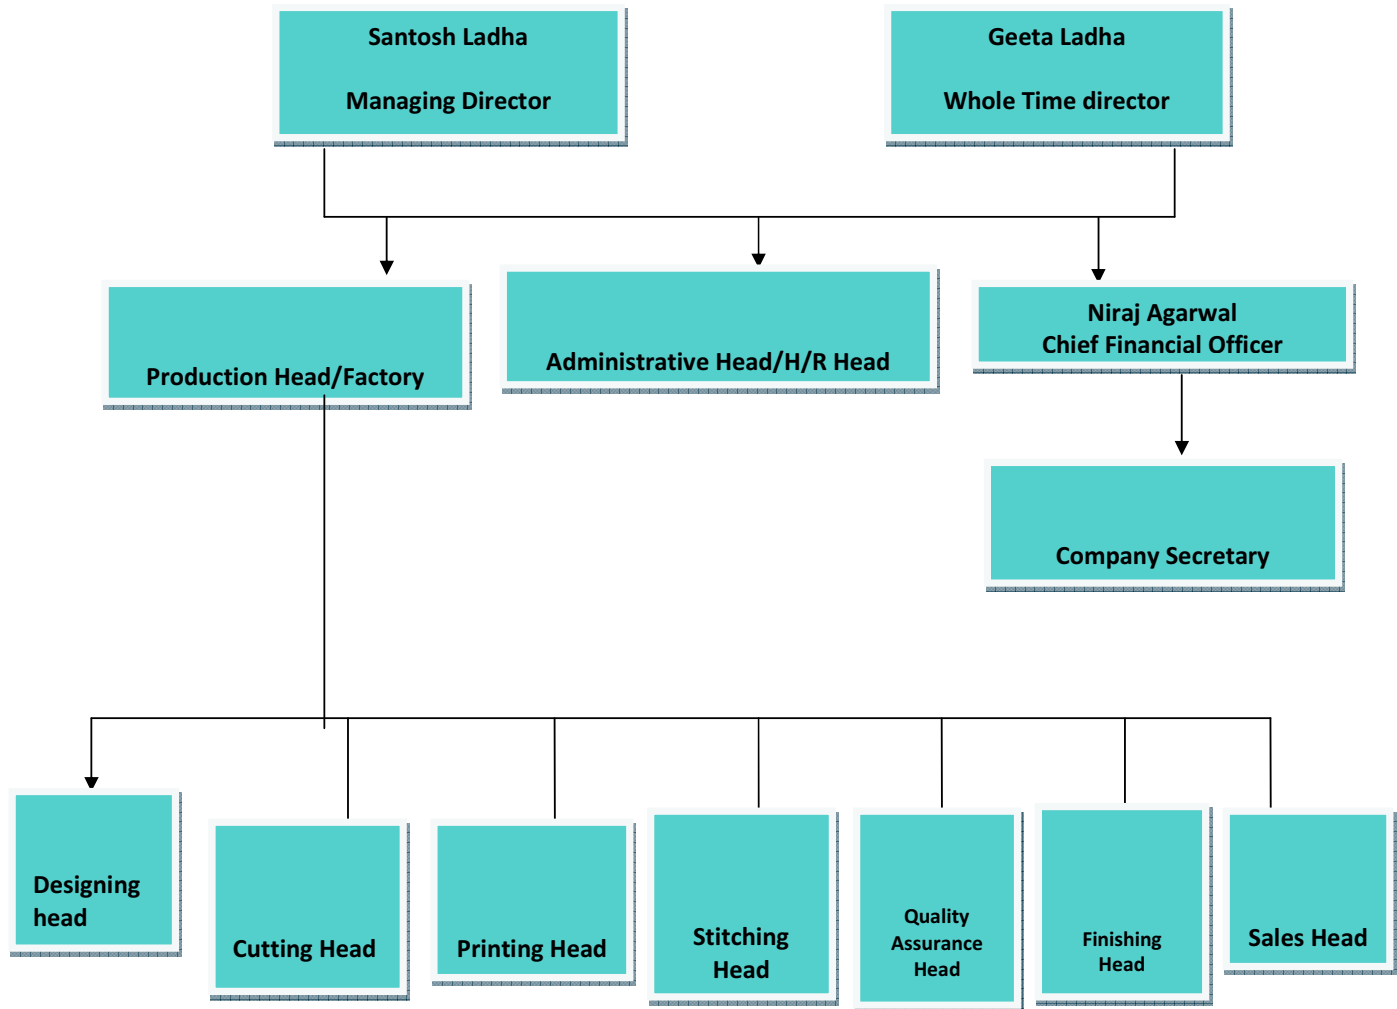 Santosh Ladha
Managing Director
Geeta Ladha
Whole Time director
Production Head/Factory
Administrative Head/H/R Head
Niraj Agarwal
Chief Financial Officer
Company Secretary
Designing
head
Cutting Head
Printing Head
Stitching
Head
Quality
Assurance
Head
Finishing
Head
Sales Head